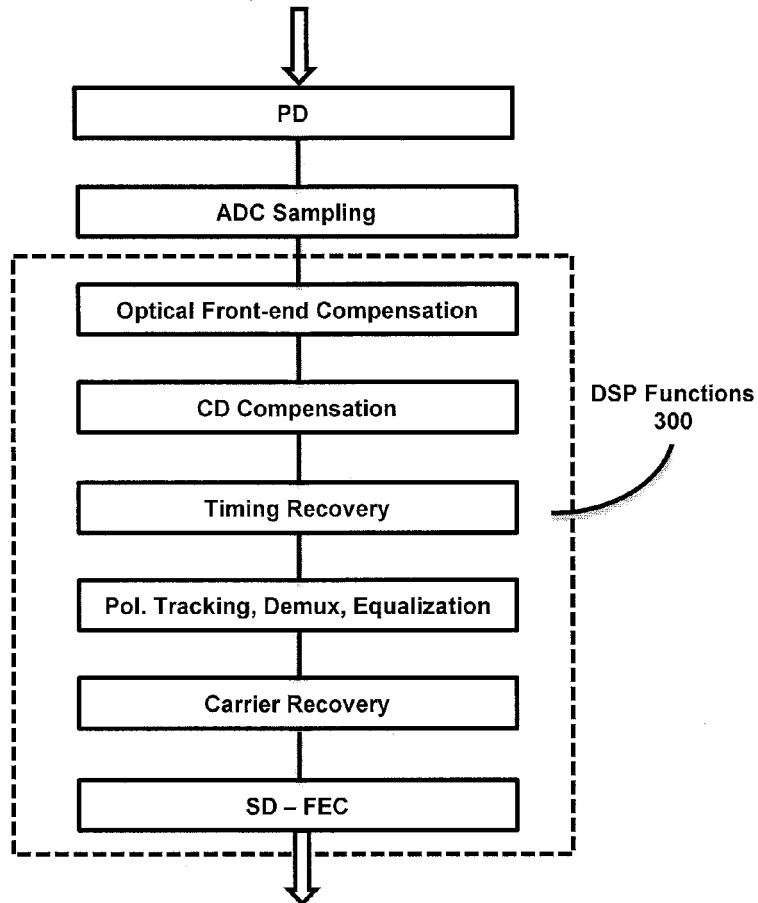 PD
ADC Sampling
Optical Front-end Compensation
CD Compensation
DSP Functions
300
Timing Recovery
Pol. Tracking, Demux, Equalization
Carrier Recovery
SD – FEC